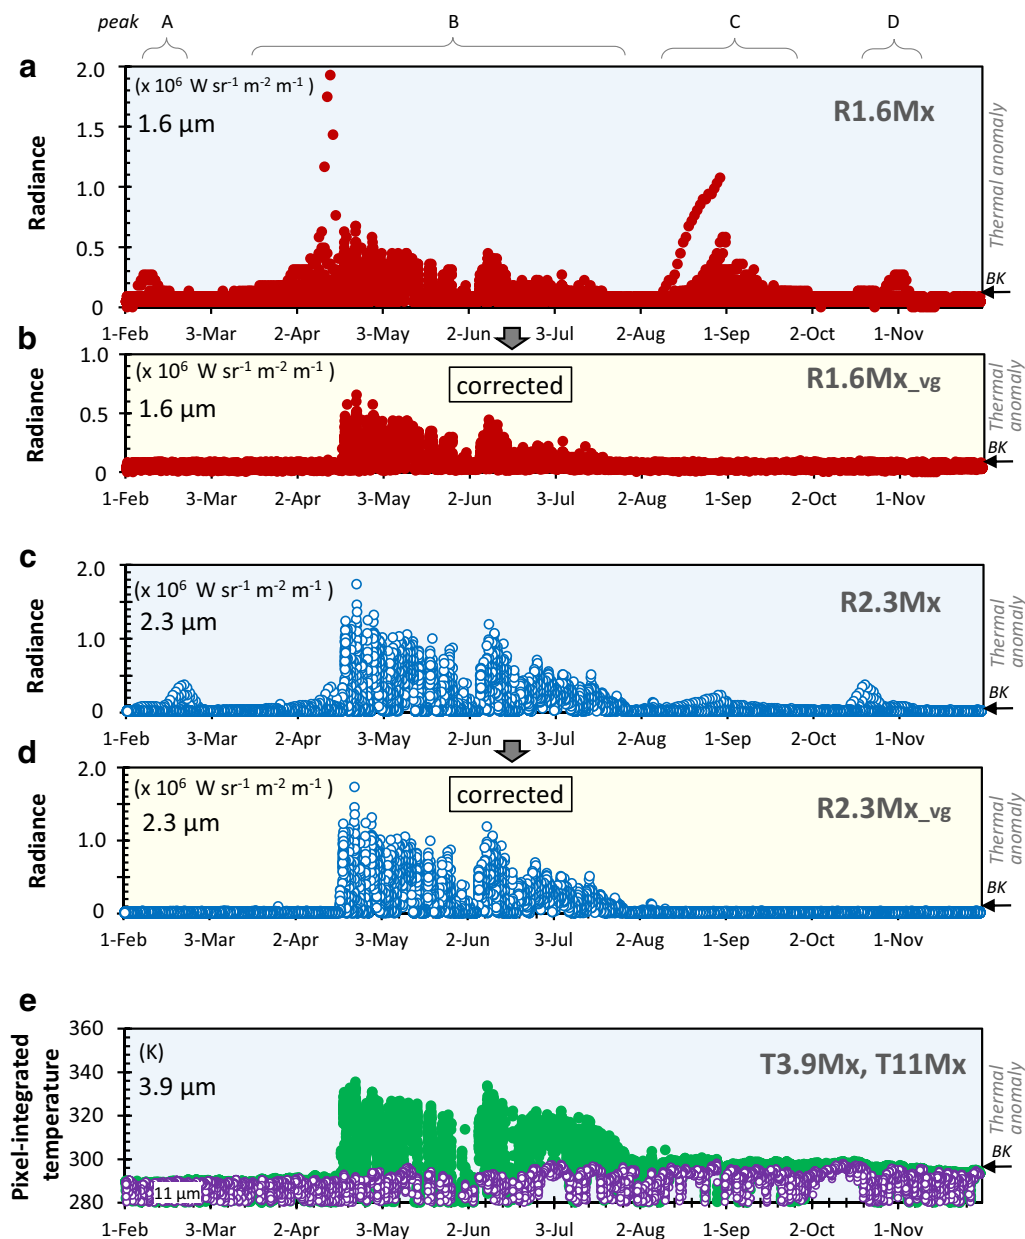 peak A B C D
a
2.0
(x 10⁶ W sr⁻¹ m⁻² m⁻¹)
1.6 µm
R1.6Mx
1.5
1.0
0.5
0
Radiance
Thermal anomaly
BK
1-Feb 3-Mar 2-Apr 3-May 2-Jun 3-Jul 2-Aug 1-Sep 2-Oct 1-Nov
b
1.0
(x 10⁶ W sr⁻¹ m⁻² m⁻¹)
1.6 µm
corrected
R1.6Mx_vg
0.5
0
Radiance
Thermal
anomaly
BK
1-Feb 3-Mar 2-Apr 3-May 2-Jun 3-Jul 2-Aug 1-Sep 2-Oct 1-Nov
c
2.0
(x 10⁶ W sr⁻¹ m⁻² m⁻¹)
2.3 µm
R2.3Mx
1.0
0
Radiance
Thermal
anomaly
BK
1-Feb 3-Mar 2-Apr 3-May 2-Jun 3-Jul 2-Aug 1-Sep 2-Oct 1-Nov
d
2.0
(x 10⁶ W sr⁻¹ m⁻² m⁻¹)
2.3 µm
corrected
R2.3Mx_vg
1.0
0
Radiance
Thermal
anomaly
BK
1-Feb 3-Mar 2-Apr 3-May 2-Jun 3-Jul 2-Aug 1-Sep 2-Oct 1-Nov
e
360
(K)
3.9 µm
T3.9Mx, T11Mx
340
320
300
280
Pixel-integrated
temperature
Thermal
anomaly
BK
11 µm
1-Feb 3-Mar 2-Apr 3-May 2-Jun 3-Jul 2-Aug 1-Sep 2-Oct 1-Nov